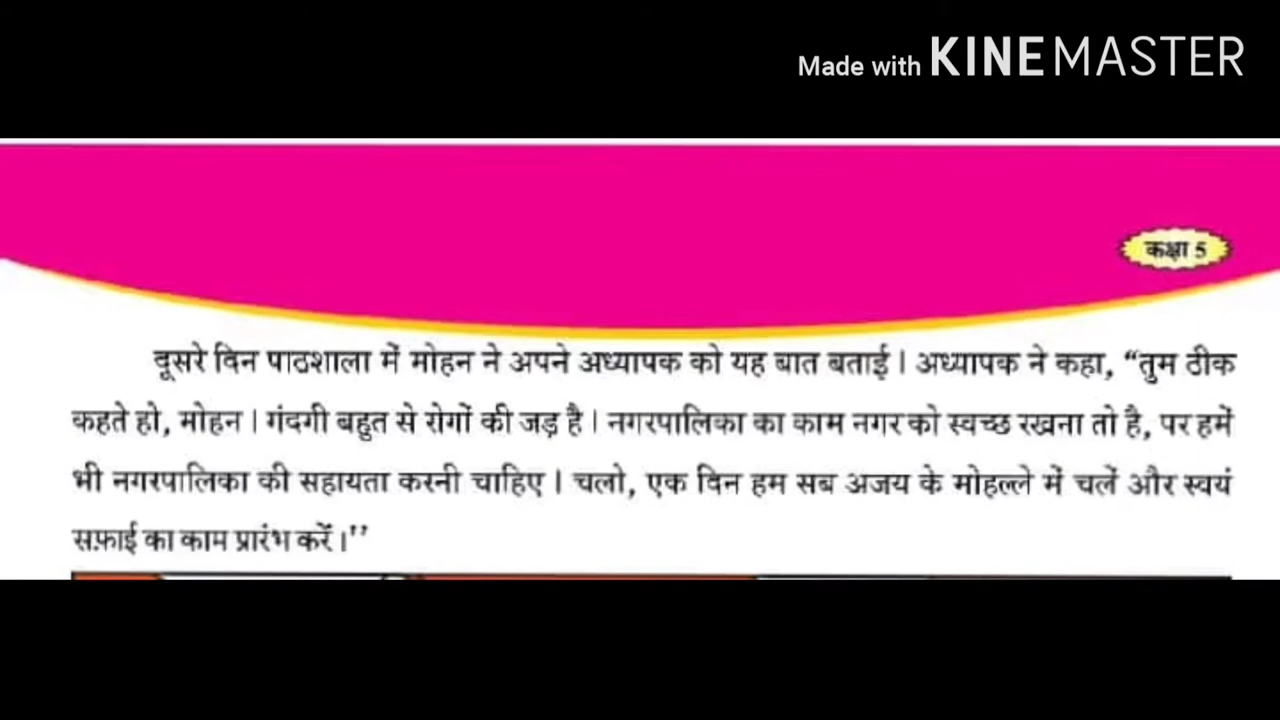 Made with KINEMASTER
कक्षा 5
दूसरे दिन पाठशाला में मोहन ने अपने अध्यापक को यह बात बताई। अध्यापक ने कहा, “तुम ठीक
कहते हो, मोहन। गंदगी बहुत से रोगों की जड़ है। नगरपालिका का काम नगर को स्वच्छ रखना तो है, पर हमें
भी नगरपालिका की सहायता करनी चाहिए। चलो, एक दिन हम सब अजय के मोहल्ले में चलें और स्वयं
सफ़ाई का काम प्रारंभ करें।’’